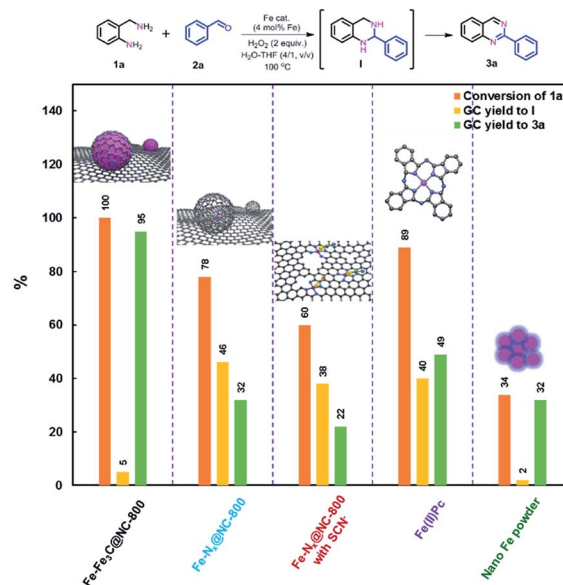 NH₂
NH₂
1a
+
O
2a
Fe cat.
(4 mol% Fe)
H₂O₂ (2 equiv.)
H₂O-THF (4/1, v/v)
100 °C
NH
N
H
I
N
N
3a
Conversion of 1a
GC yield to I
GC yield to 3a
%
140
120
100
80
60
40
20
0
100
5
95
78
46
32
60
38
22
89
40
49
34
2
32
Fe-Fe₃C@NC-800
Fe-Nₓ@NC-800
Fe-Nₓ@NC-800
with SCN⁻
Fe(II)Pc
Nano Fe powder